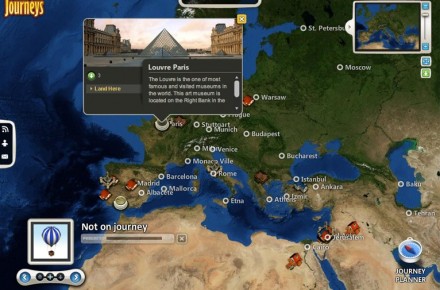 Journeys
St. Petersbu
Moscow
Louvre Paris
3
The Louvre is the one of most
famous and visited museums in
the world. This art museum is
located on the Right Bank in the
Land Here
Warsaw
Prague
Paris
Stuttgart
Munich
Budapest
Venice
Bucharest
Monaco Ville
Rome
Barcelona
Istanbul
Madrid
Mallorca
Ankara
Baku
Albacete
Etna
Athens
Tehran
Not on journey
Cairo
Jerusalem
JOURNEY
PLANNER